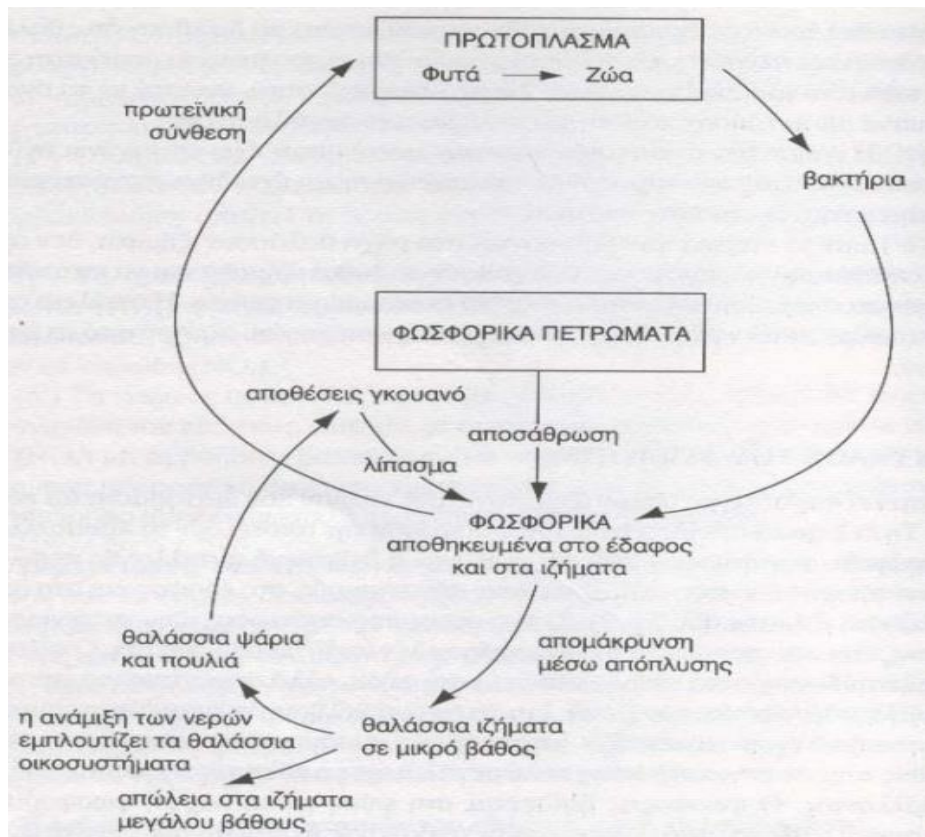 ΠΡΩΤΟΠΛΑΣΜΑ
Φυτά Ζώα
πρωτεϊνική
σύνθεση
βακτήρια
ΦΩΣΦΟΡΙΚΑ ΠΕΤΡΩΜΑΤΑ
αποθέσεις γκουανό
αποσάθρωση
λίπασμα
ΦΩΣΦΟΡΙΚΑ
αποθηκευμένα στο έδαφος
και στα ιζήματα
θαλάσσια ψάρια
και πουλιά
απομάκρυνση
μέσω απόπλυσης
η ανάμιξη των νερών
εμπλουτίζει τα θαλάσσια
οικοσυστήματα
θαλάσσια ιζήματα
σε μικρό βάθος
απώλεια στα ιζήματα
μεγάλου βάθους